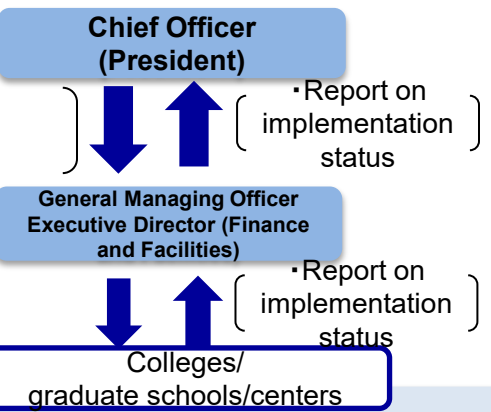 Chief Officer
(President)
・Report on
implementation
status
General Managing Officer
Executive Director (Finance
and Facilities)
・Report on
implementation
status
Colleges/
graduate schools/centers